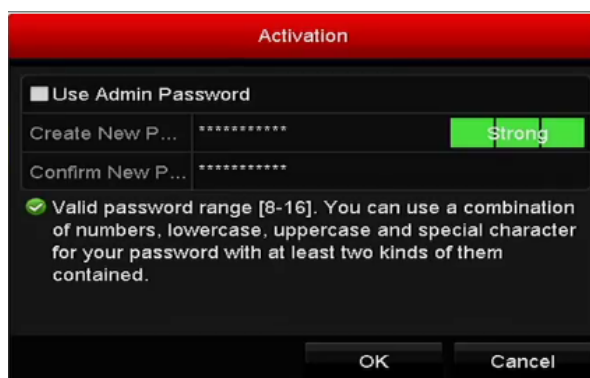 Activation
Use Admin Password
Create New P... *********** Strong
Confirm New P... ***********
Valid password range [8-16]. You can use a combination
of numbers, lowercase, uppercase and special character
for your password with at least two kinds of them
contained.
OK Cancel